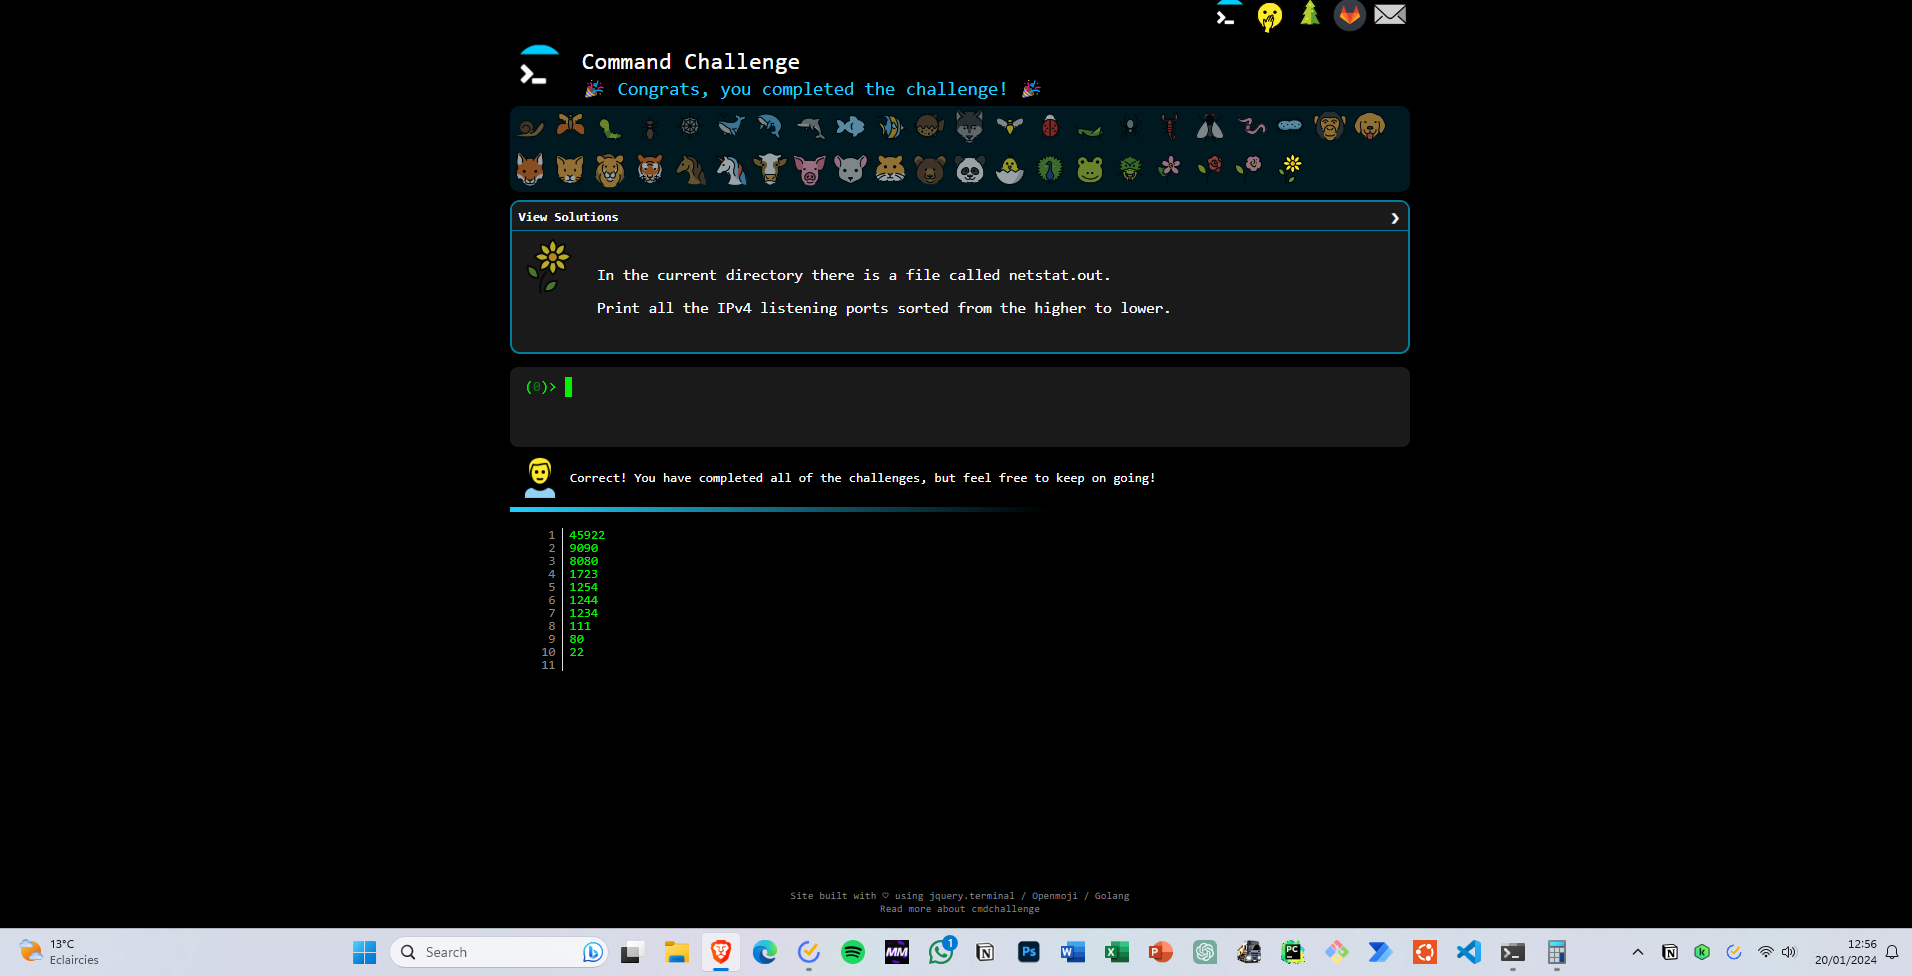 Command Challenge
🎉 Congrats, you completed the challenge! 🎉
View Solutions ❯
In the current directory there is a file called netstat.out.
Print all the IPv4 listening ports sorted from the higher to lower.
(0)>
Correct! You have completed all of the challenges, but feel free to keep on going!
1 45922
2 9090
3 8080
4 1723
5 1254
6 1244
7 1234
8 111
9 80
10 22
11
Site built with ♡ using jquery.terminal / Openmoji / Golang
Read more about cmdchallenge
13°C
Eclaircies
Search
MM
1
Ps
W
X
P
PC
12:56
20/01/2024